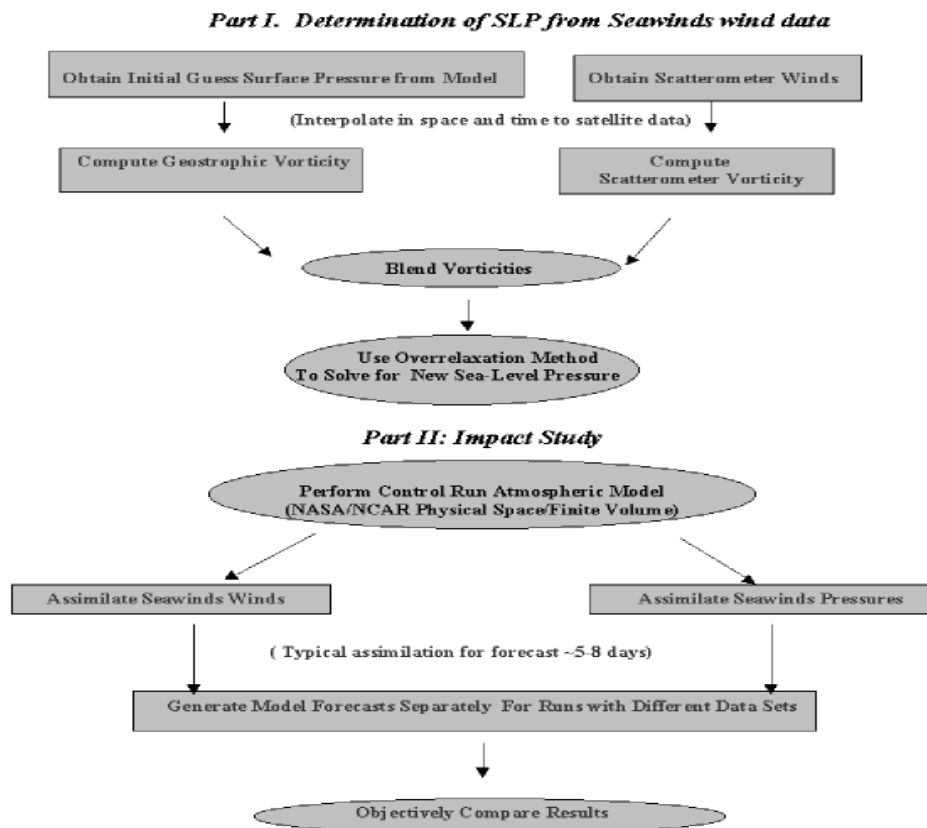 Part I. Determination of SLP from Seawinds wind data
Obtain Initial Guess Surface Pressure from Model
Obtain Scatterometer Winds
(Interpolate in space and time to satellite data)
Compute Geostrophic Vorticity
Compute
Scatterometer Vorticity
Blend Vorticities
Use Overrelaxation Method
To Solve for New Sea-Level Pressure
Part II: Impact Study
Perform Control Run Atmospheric Model
(NASA/NCAR Physical Space/Finite Volume)
Assimilate Seawinds Winds
Assimilate Seawinds Pressures
( Typical assimilation for forecast ~5-8 days)
Generate Model Forecasts Separately For Runs with Different Data Sets
Objectively Compare Results